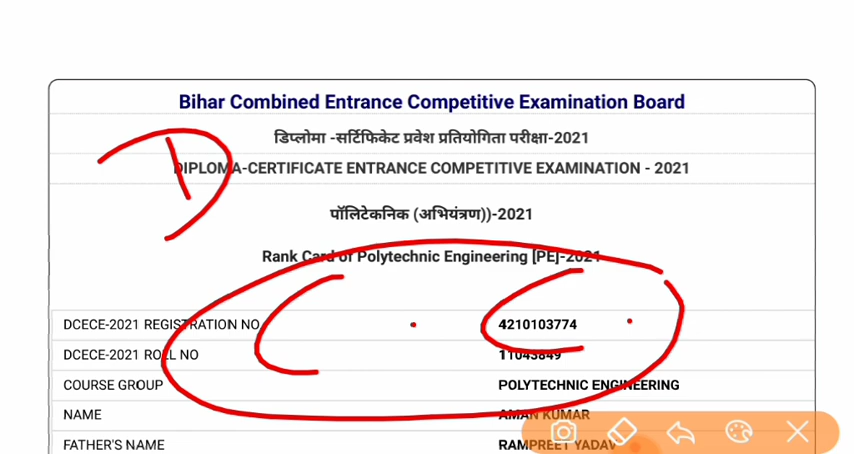 Bihar Combined Entrance Competitive Examination Board
डिप्लोमा -सर्टिफिकेट प्रवेश प्रतियोगिता परीक्षा-2021
DIPLOMA-CERTIFICATE ENTRANCE COMPETITIVE EXAMINATION - 2021
पॉलिटेकनिक (अभियंत्रण))-2021
Rank Card of Polytechnic Engineering [PE]-2021
DCECE-2021 REGISTRATION NO 4210103774
DCECE-2021 ROLL NO 11043849
COURSE GROUP POLYTECHNIC ENGINEERING
NAME AMAN KUMAR
FATHER'S NAME RAMPREET YADAV